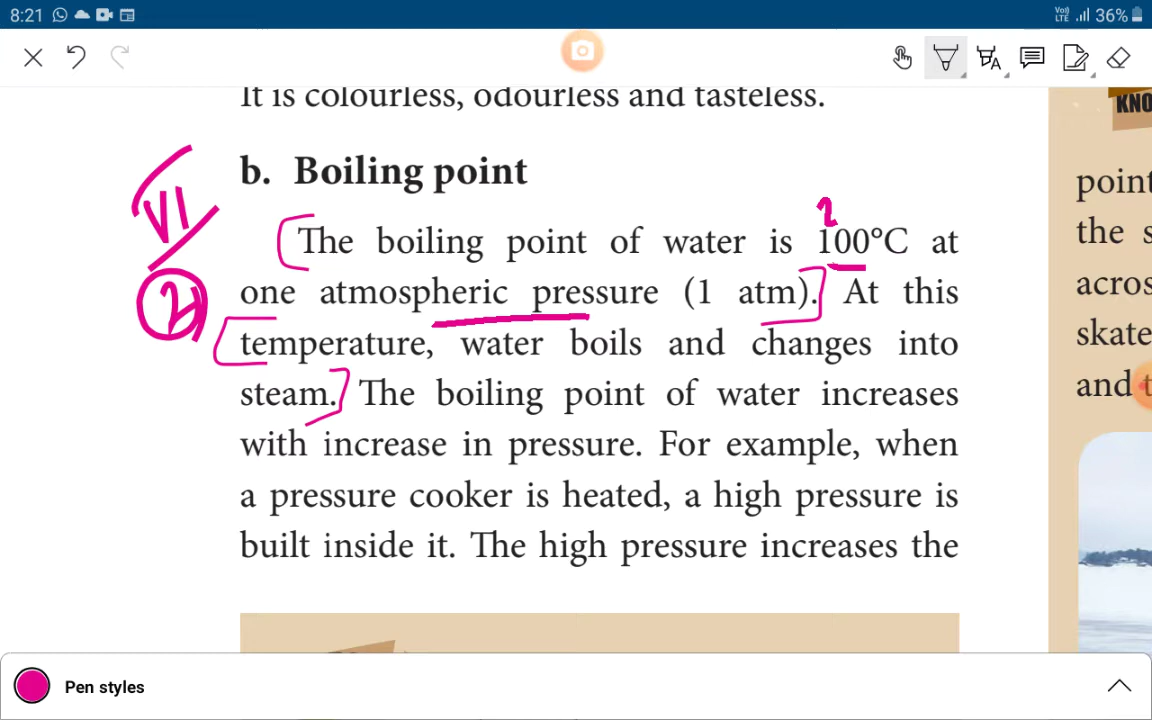 8:21 Vo) LTE 36%
It is colourless, odourless and tasteless.
KNO
b. Boiling point
VI
2
The boiling point of water is 100°C at
one atmospheric pressure (1 atm). At this
temperature, water boils and changes into
steam. The boiling point of water increases
with increase in pressure. For example, when
a pressure cooker is heated, a high pressure is
built inside it. The high pressure increases the
point
the s
acros
skate
and t
Pen styles